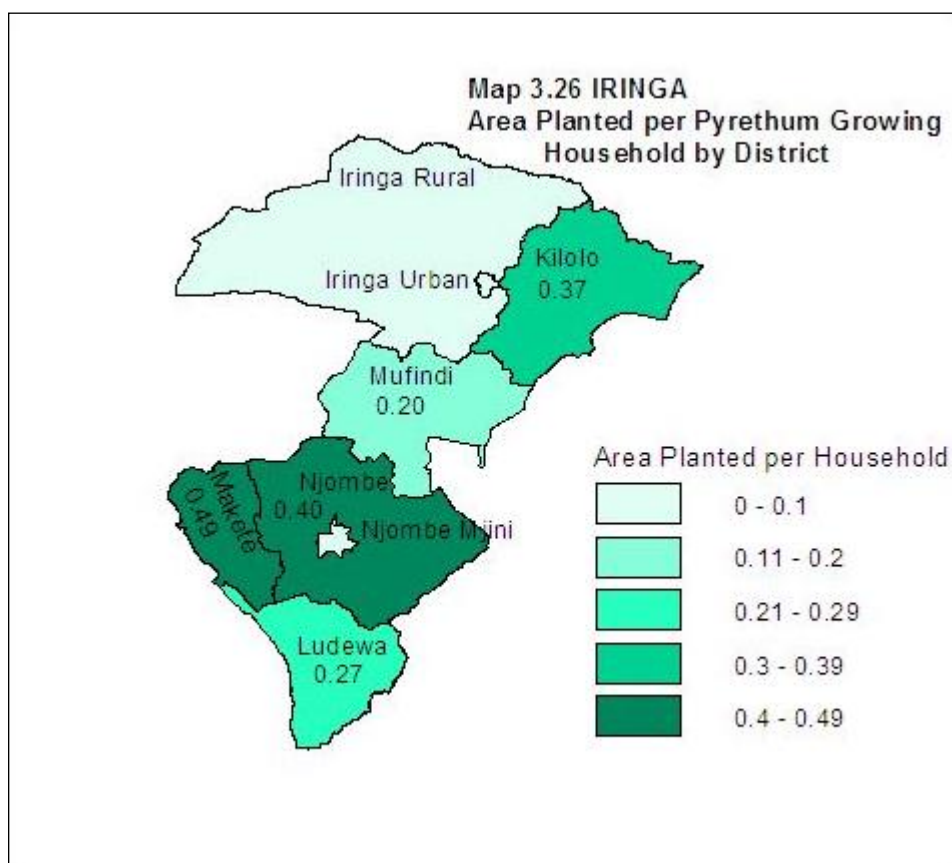 Map 3.26 IRINGA
Area Planted per Pyrethum Growing
Household by District
Iringa Rural
Kilolo
0.37
Iringa Urban
Mufindi
0.20
Makete
0.49
Njombe
0.40
Njombe Mjini
Ludewa
0.27
Area Planted per Household
0 - 0.1
0.11 - 0.2
0.21 - 0.29
0.3 - 0.39
0.4 - 0.49